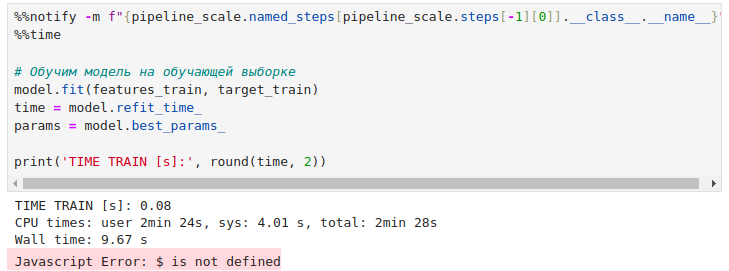 %%notify -m f"{pipeline_scale.named_steps[pipeline_scale.steps[-1][0]].__class__.__name__}"
%%time
# Обучим модель на обучающей выборке
model.fit(features_train, target_train)
time = model.refit_time_
params = model.best_params_
print('TIME TRAIN [s]:', round(time, 2))
TIME TRAIN [s]: 0.08
CPU times: user 2min 24s, sys: 4.01 s, total: 2min 28s
Wall time: 9.67 s
Javascript Error: $ is not defined